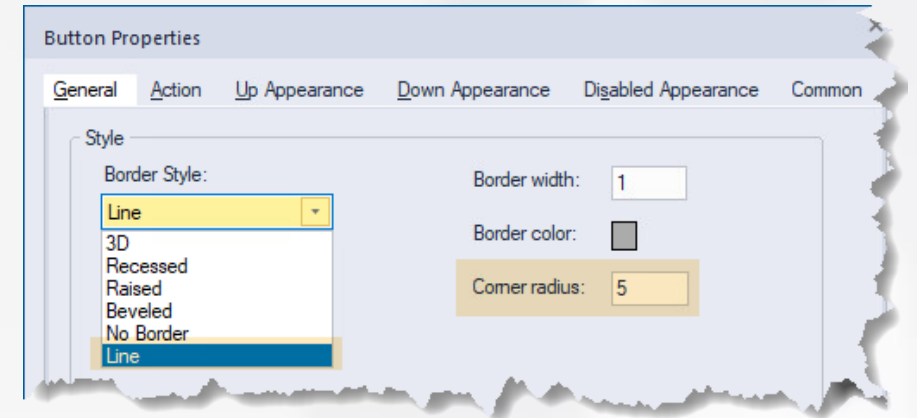 Button Properties
General Action Up Appearance Down Appearance Disabled Appearance Common
Style
Border Style:
Line
3D
Recessed
Raised
Beveled
No Border
Line
Border width: 1
Border color:
Corner radius: 5